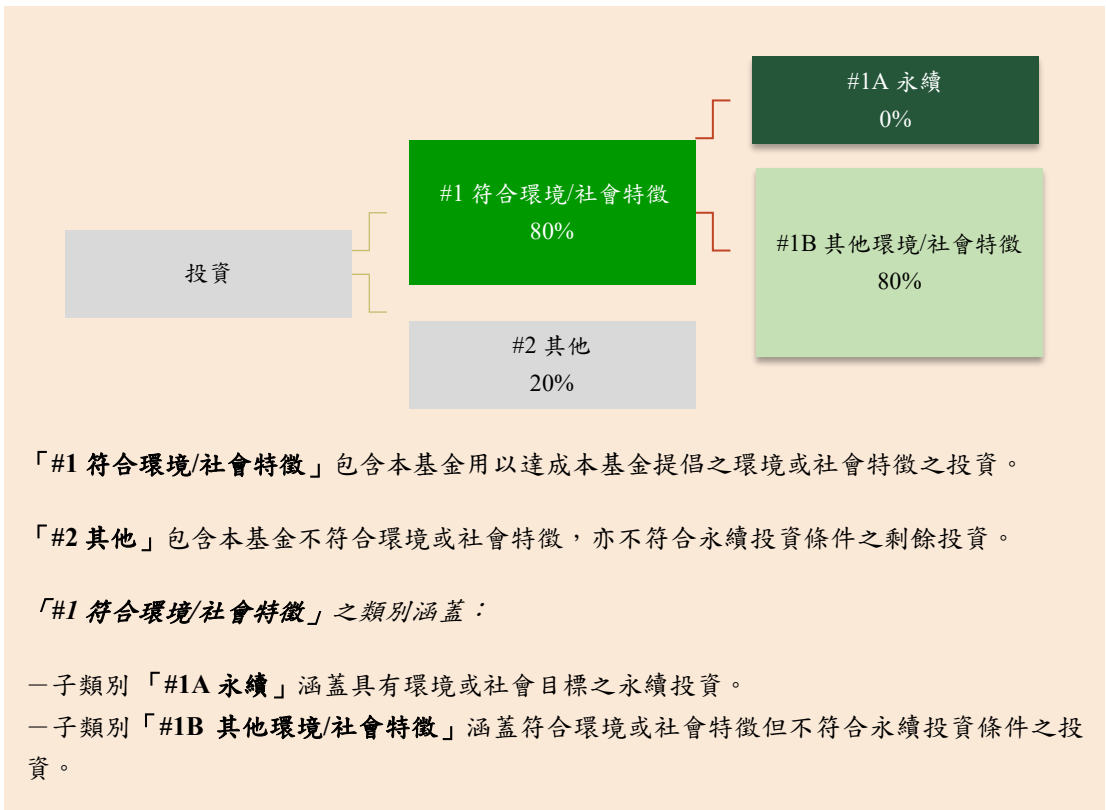 #1A 永續
0%
#1 符合環境/社會特徵
80%
#1B 其他環境/社會特徵
80%
投資
#2 其他
20%
「#1 符合環境/社會特徵」包含本基金用以達成本基金提倡之環境或社會特徵之投資。
「#2 其他」包含本基金不符合環境或社會特徵，亦不符合永續投資條件之剩餘投資。
「#1 符合環境/社會特徵」之類別涵蓋：
－子類別 「#1A 永續」涵蓋具有環境或社會目標之永續投資。
－子類別「#1B 其他環境/社會特徵」涵蓋符合環境或社會特徵但不符合永續投資條件之投
資。